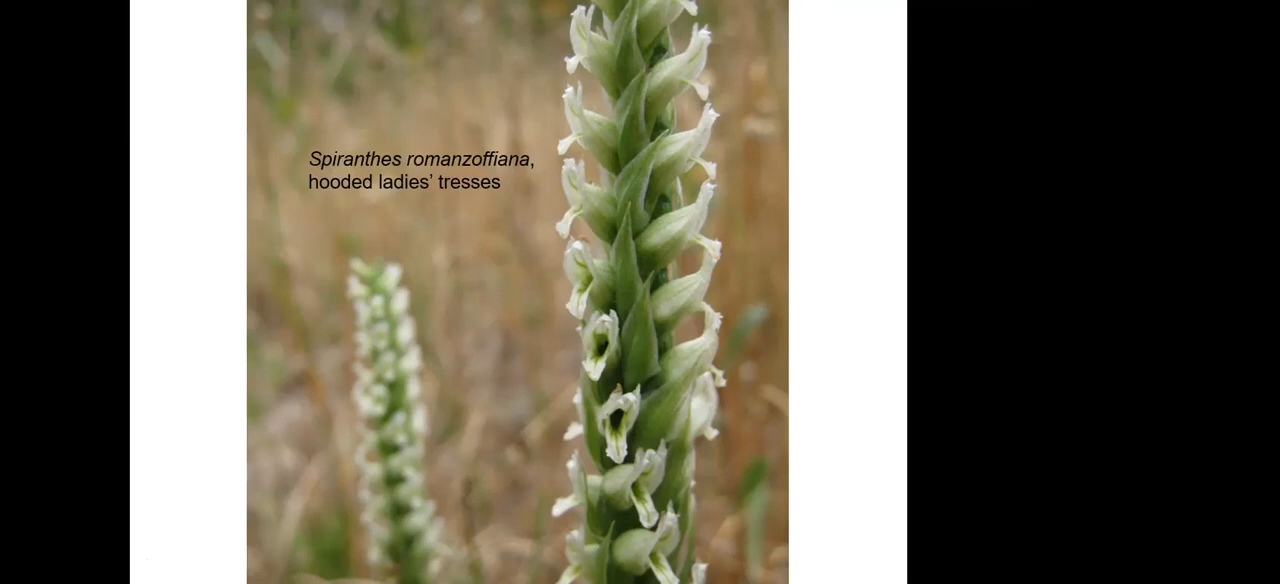 Spiranthes romanzoffiana,
hooded ladies’ tresses